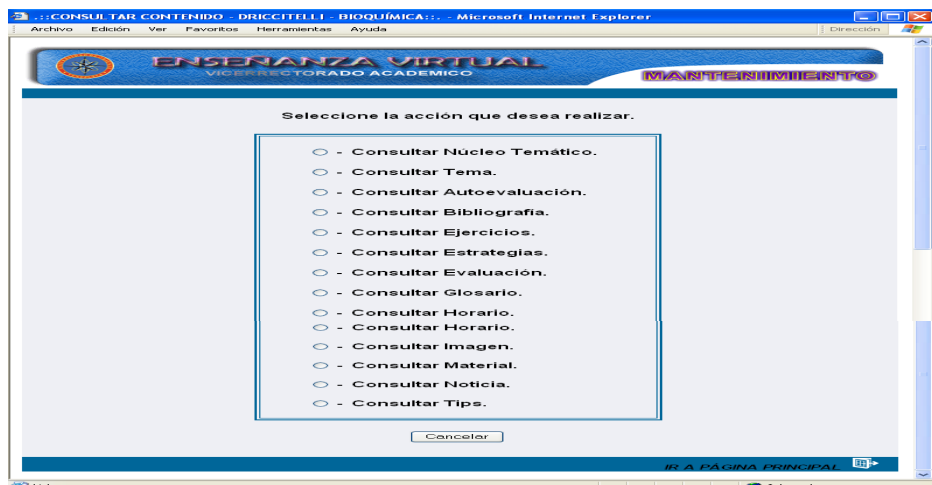 .::CONSULTAR CONTENIDO - DRICCITELLI - BIOQUÍMICA::. - Microsoft Internet Explorer
Archivo Edición Ver Favoritos Herramientas Ayuda Dirección
ENSEÑANZA VIRTUAL
VICERRECTORADO ACADEMICO
MANTENIMIENTO
Seleccione la acción que desea realizar.
- Consultar Núcleo Temático.
- Consultar Tema.
- Consultar Autoevaluación.
- Consultar Bibliografía.
- Consultar Ejercicios.
- Consultar Estrategias.
- Consultar Evaluación.
- Consultar Glosario.
- Consultar Horario.
- Consultar Horario.
- Consultar Imagen.
- Consultar Material.
- Consultar Noticia.
- Consultar Tips.
Cancelar
IR A PÁGINA PRINCIPAL